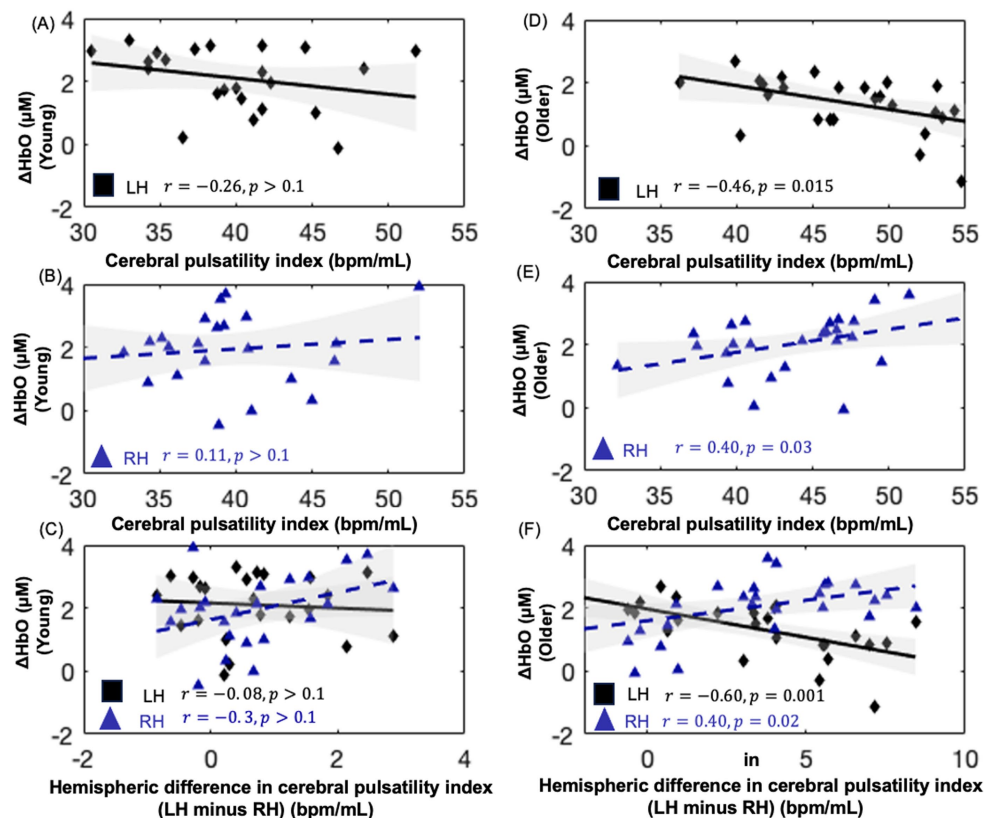 (A)
ΔHbO (μM)
(Young)
4
2
0
-2
LH r = −0.26, p > 0.1
30 35 40 45 50 55
Cerebral pulsatility index (bpm/mL)
(B)
ΔHbO (μM)
(Young)
4
2
0
-2
RH r = 0.11, p > 0.1
30 35 40 45 50 55
Cerebral pulsatility index (bpm/mL)
(C)
ΔHbO (μM)
(Young)
4
2
0
-2
LH r = −0.08, p > 0.1
RH r = −0.3, p > 0.1
-2 0 2 4
Hemispheric difference in cerebral pulsatility index
(LH minus RH) (bpm/mL)
(D)
ΔHbO (μM)
(Older)
4
2
0
-2
LH r = −0.46, p = 0.015
30 35 40 45 50 55
Cerebral pulsatility index (bpm/mL)
(E)
ΔHbO (μM)
(Older)
4
2
0
-2
RH r = 0.40, p = 0.03
30 35 40 45 50 55
Cerebral pulsatility index (bpm/mL)
(F)
ΔHbO (μM)
(Older)
4
2
0
-2
LH r = −0.60, p = 0.001
RH r = 0.40, p = 0.02
0 5 10
in
Hemispheric difference in cerebral pulsatility index
(LH minus RH) (bpm/mL)